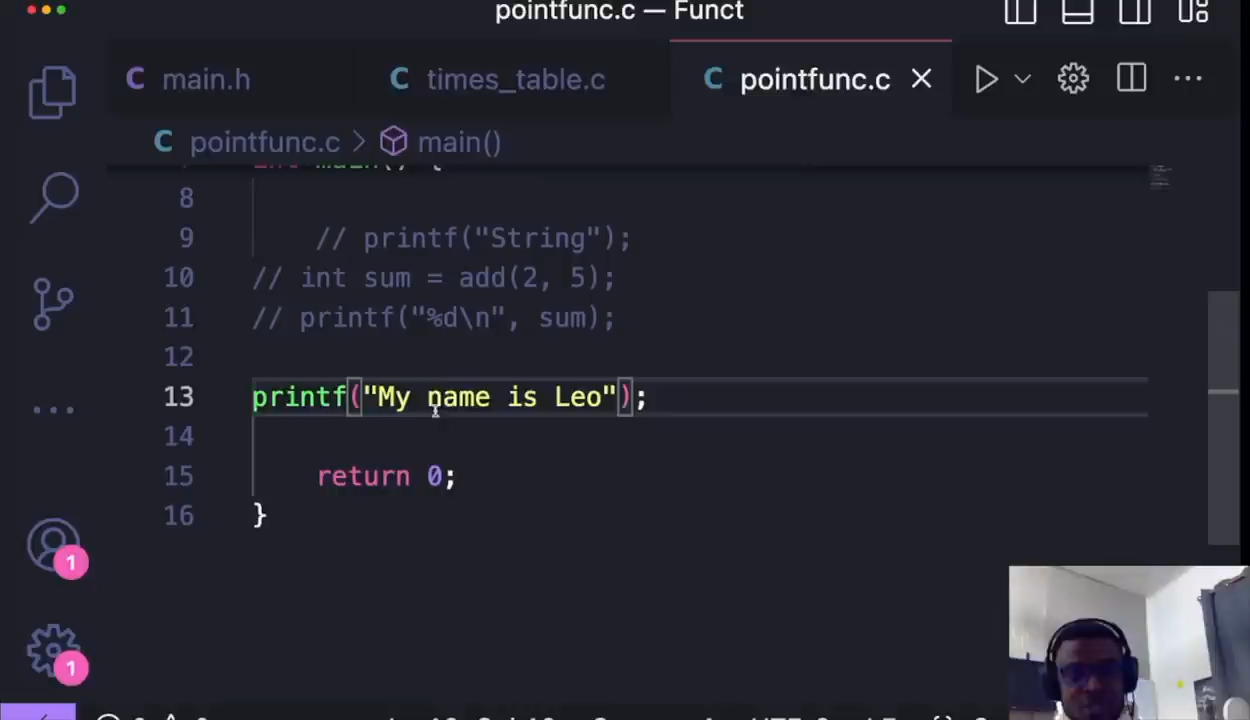 pointfunc.c — Funct
main.h times_table.c pointfunc.c
pointfunc.c > main()
8
9 // printf("String");
10 // int sum = add(2, 5);
11 // printf("%d\n", sum);
12
13 printf("My name is Leo");
14
15 return 0;
16 }
1
1